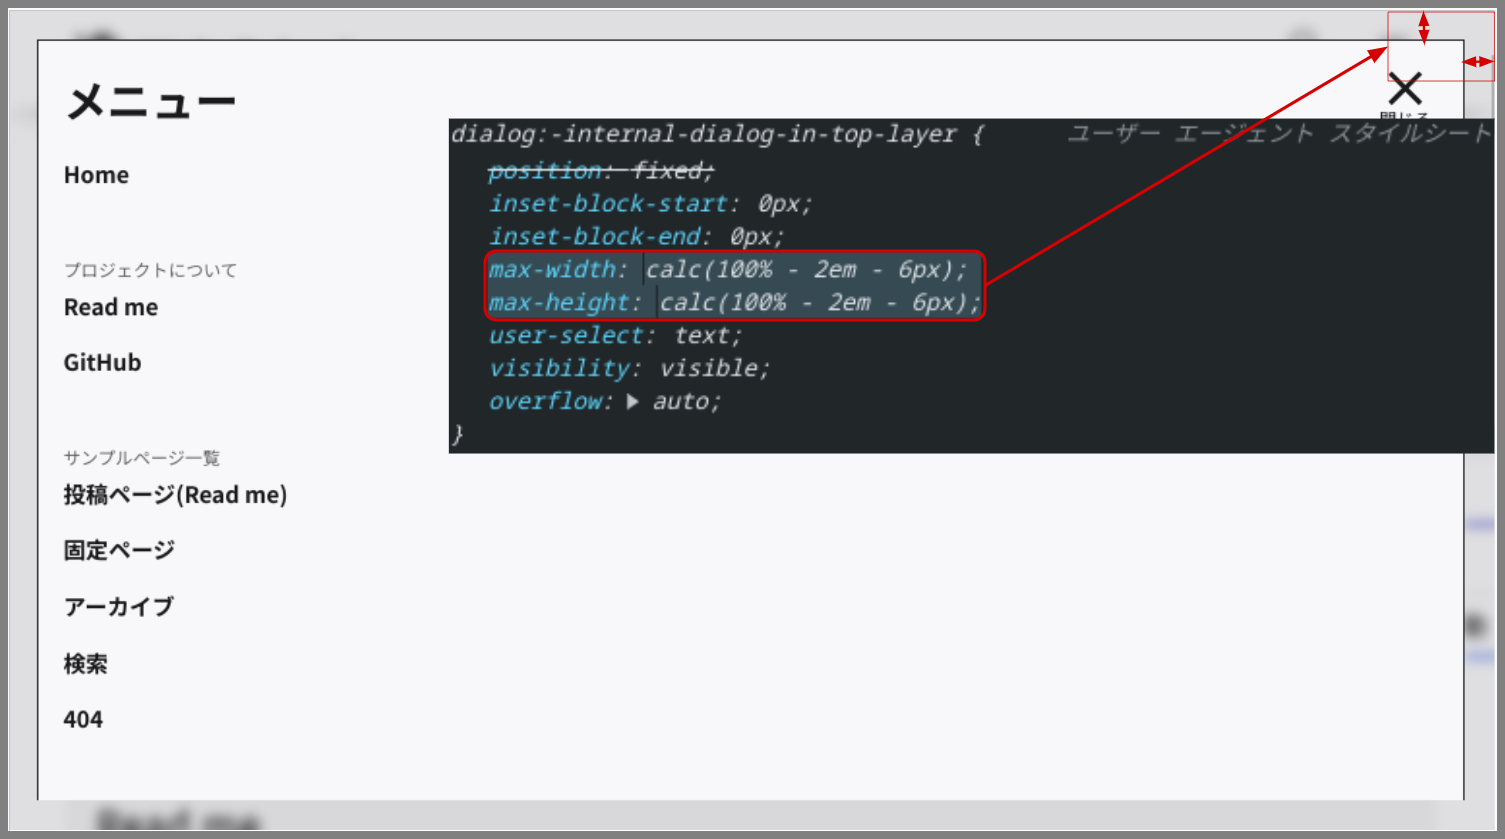 メニュー
閉じる
Home
プロジェクトについて
Read me
GitHub
サンプルページ一覧
投稿ページ(Read me)
固定ページ
アーカイブ
検索
404
dialog:-internal-dialog-in-top-layer { ユーザー エージェント スタイルシート
position: fixed;
inset-block-start: 0px;
inset-block-end: 0px;
max-width: calc(100% - 2em - 6px);
max-height: calc(100% - 2em - 6px);
user-select: text;
visibility: visible;
overflow: ▶ auto;
}
Read me